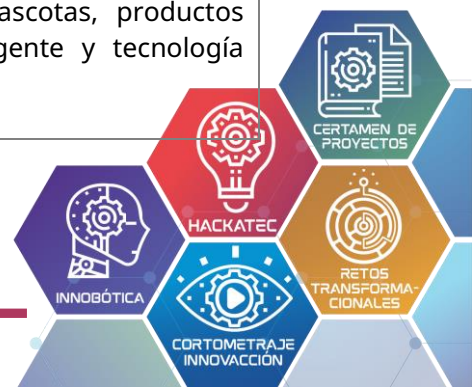 ascotas, productos
gente y tecnología
CERTAMEN DE
PROYECTOS
HACKATEC
INNOBÓTICA
RETOS
TRANSFORMA-
CIONALES
CORTOMETRAJE
INNOVACCIÓN